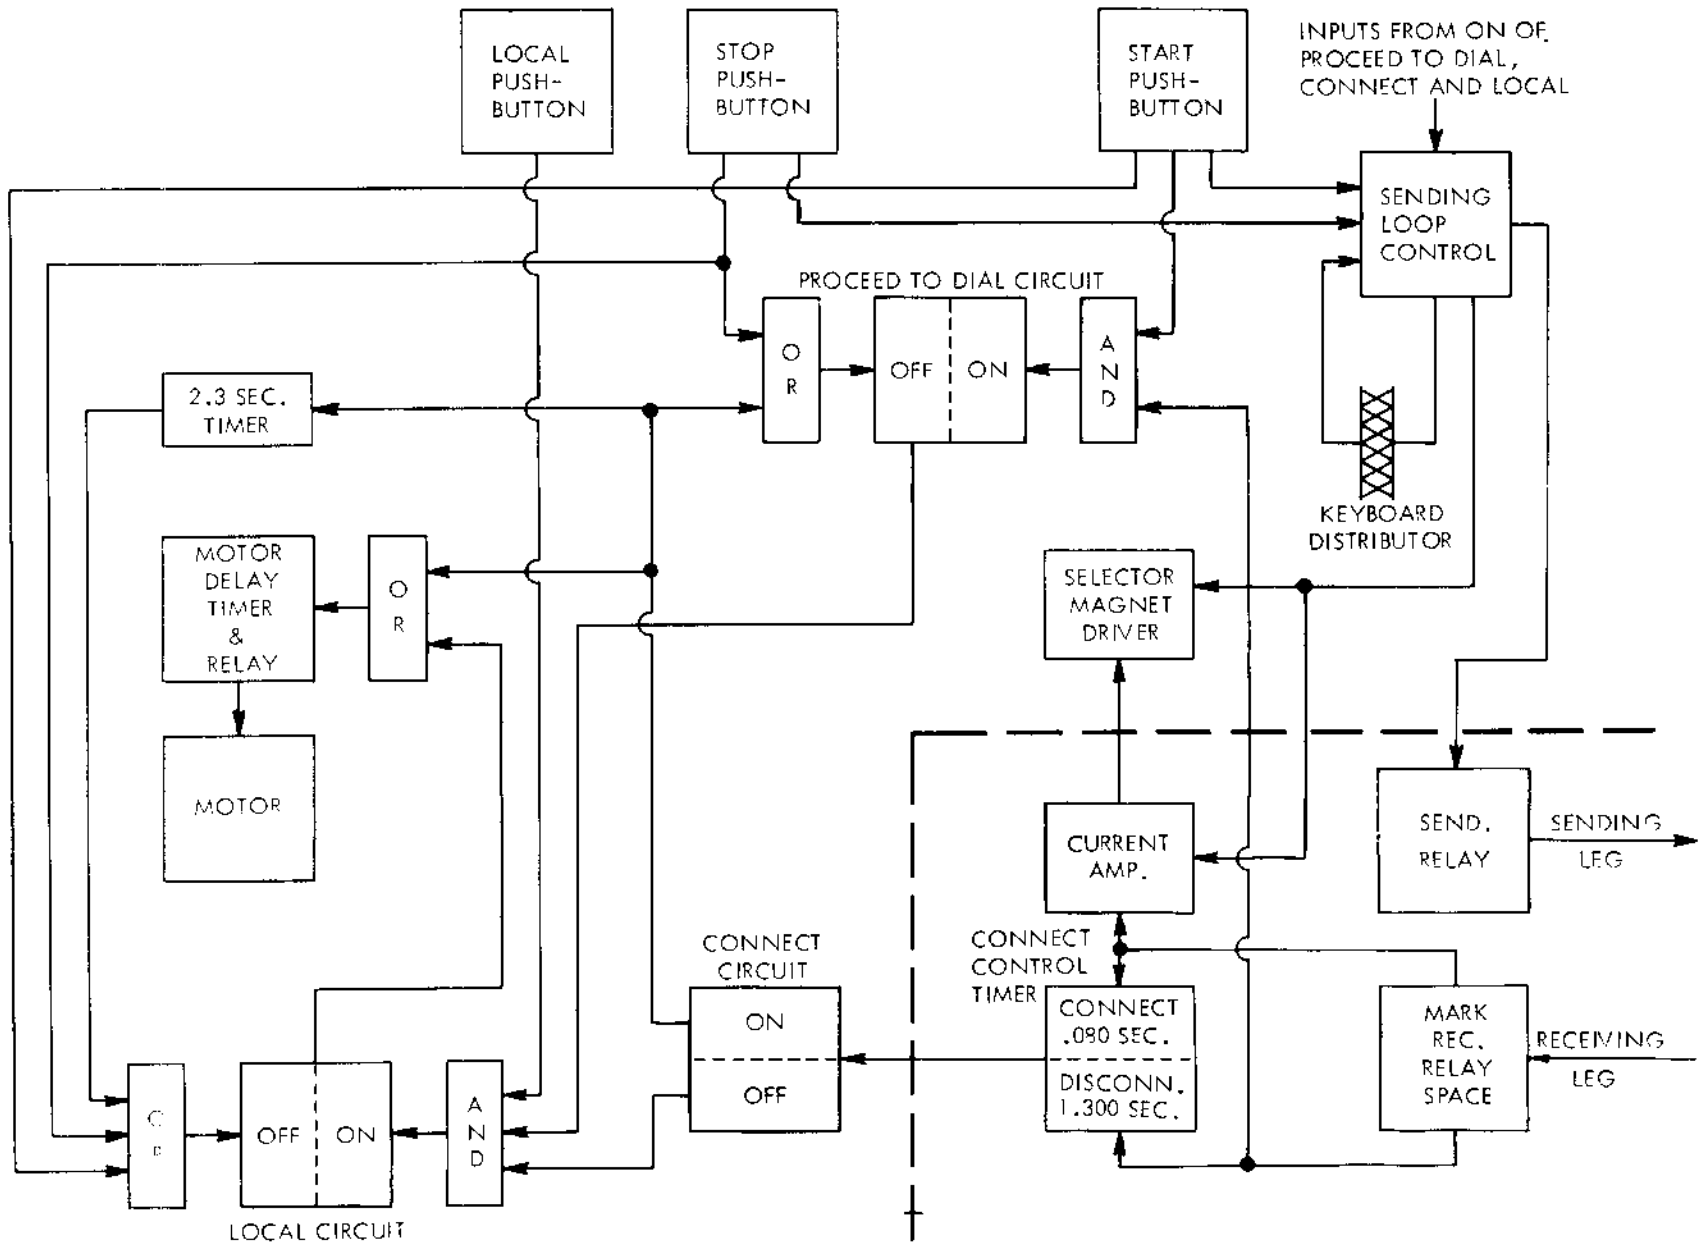 LOCAL
PUSH-
BUTTON
STOP
PUSH-
BUTTON
START
PUSH-
BUTTON
INPUTS FROM ON OF
PROCEED TO DIAL,
CONNECT AND LOCAL
SENDING
LOOP
CONTROL
PROCEED TO DIAL CIRCUIT
O
R
OFF
ON
A
N
D
2.3 SEC.
TIMER
KEYBOARD
DISTRIBUTOR
MOTOR
DELAY
TIMER
&
RELAY
O
R
SELECTOR
MAGNET
DRIVER
MOTOR
CURRENT
AMP.
SEND.
RELAY
SENDING
LEG
CONNECT
CIRCUIT
ON
OFF
CONNECT
CONTROL
TIMER
CONNECT
.080 SEC.
DISCONN.
1.300 SEC.
MARK
REC.
RELAY
SPACE
RECEIVING
LEG
OFF
ON
A
N
D
LOCAL CIRCUIT